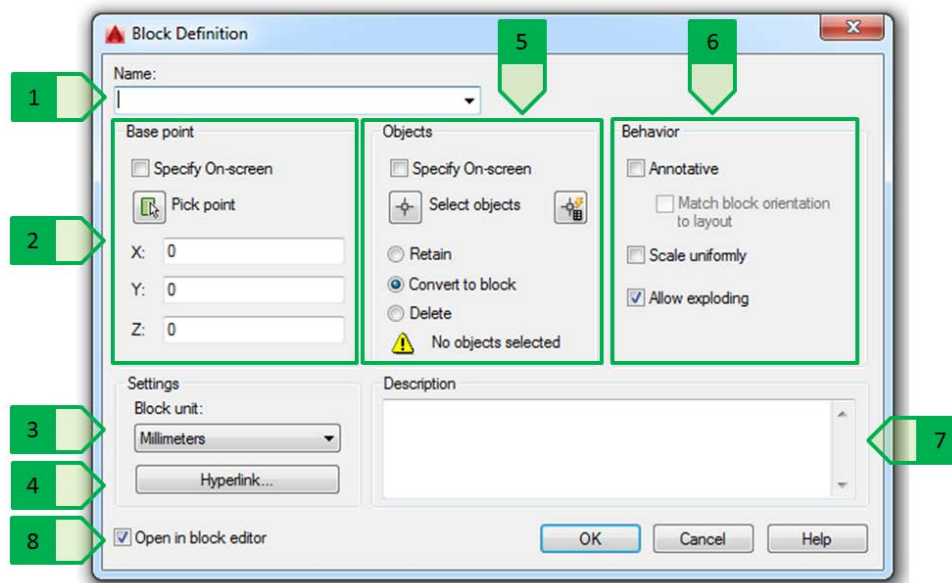 Block Definition
5
6
Name:
1
Base point
Objects
Behavior
Specify On-screen
Specify On-screen
Annotative
Pick point
Select objects
Match block orientation
to layout
2
X: 0
Retain
Scale uniformly
Y: 0
Convert to block
Allow exploding
Z: 0
Delete
No objects selected
Settings
Description
Block unit:
3
Millimeters
7
4
Hyperlink...
8
Open in block editor
OK
Cancel
Help